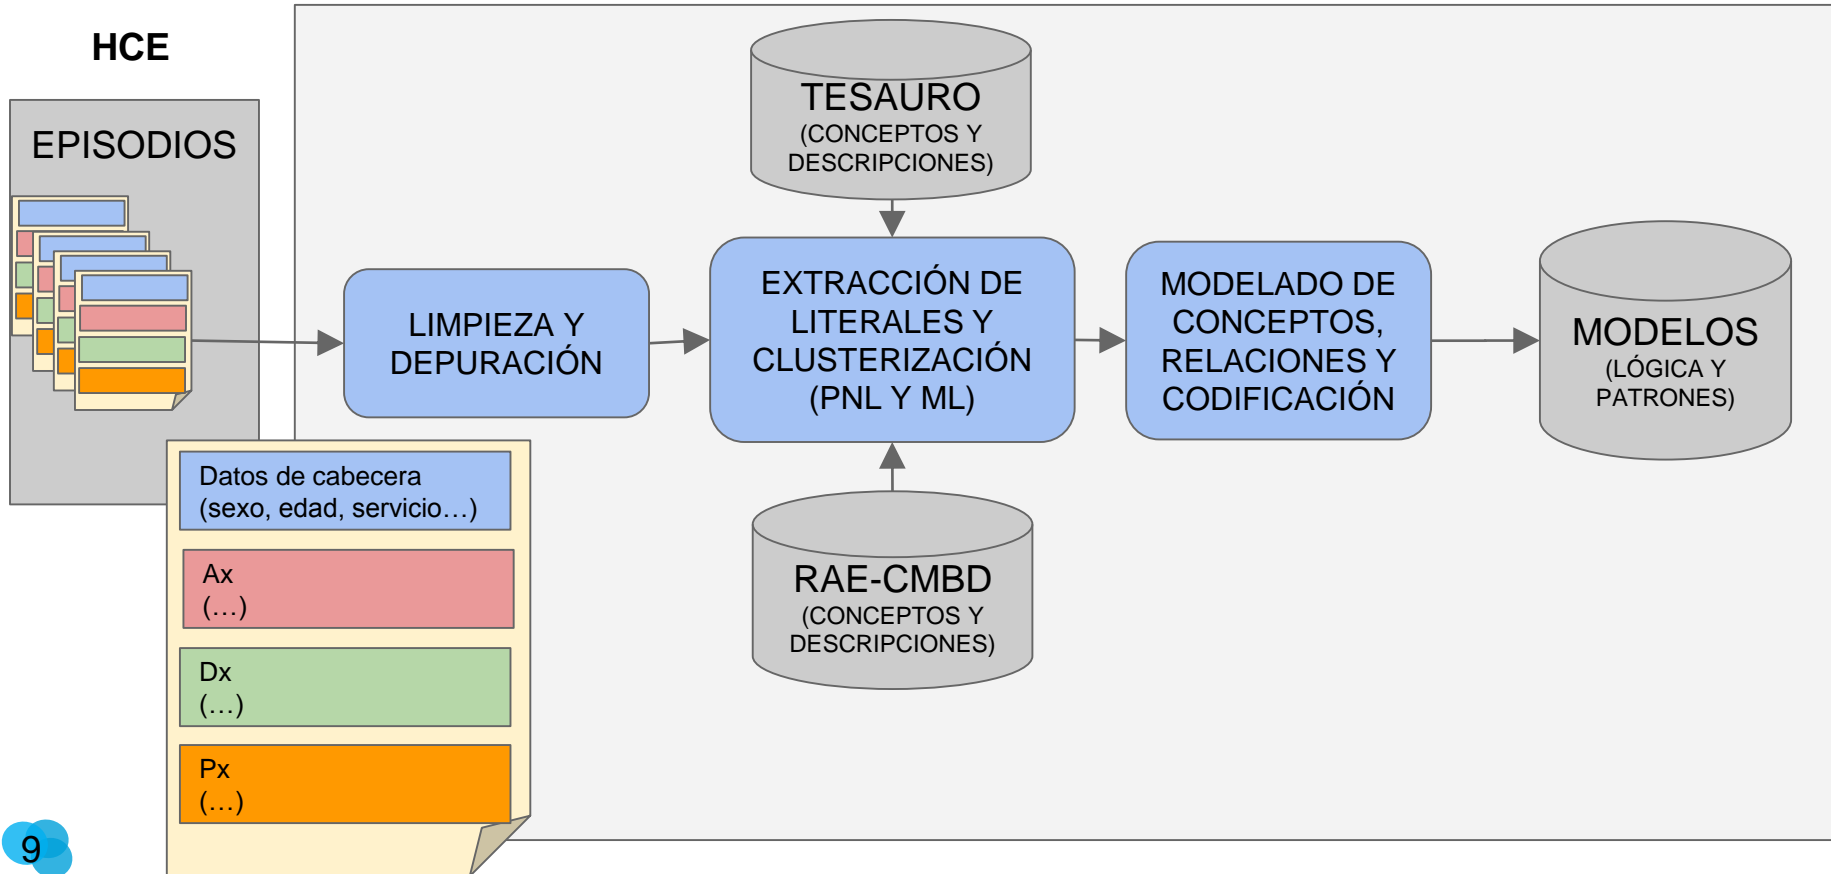 HCE
EPISODIOS
TESAURO
(CONCEPTOS Y
DESCRIPCIONES)
LIMPIEZA Y
DEPURACIÓN
EXTRACCIÓN DE
LITERALES Y
CLUSTERIZACIÓN
(PNL Y ML)
MODELADO DE
CONCEPTOS,
RELACIONES Y
CODIFICACIÓN
MODELOS
(LÓGICA Y
PATRONES)
RAE-CMBD
(CONCEPTOS Y
DESCRIPCIONES)
Datos de cabecera
(sexo, edad, servicio…)
Ax
(…)
Dx
(…)
Px
(…)
9